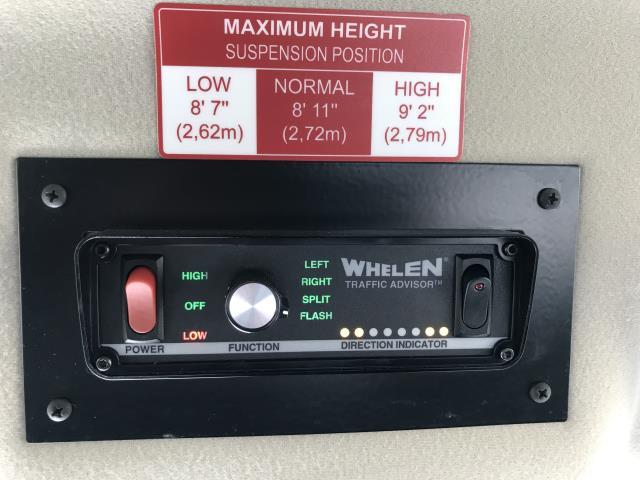 MAXIMUM HEIGHT
SUSPENSION POSITION
LOW NORMAL HIGH
8' 7" 8' 11" 9' 2"
(2,62m) (2,72m) (2,79m)
HIGH LEFT WHELEN®
OFF RIGHT TRAFFIC ADVISOR™
LOW SPLIT
FLASH
POWER FUNCTION DIRECTION INDICATOR